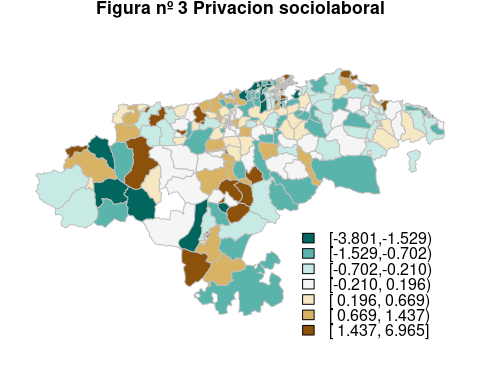 Figura nº 3 Privacion sociolaboral
[-3.801,-1.529)
[-1.529,-0.702)
[-0.702,-0.210)
[-0.210, 0.196)
[ 0.196, 0.669)
[ 0.669, 1.437)
[ 1.437, 6.965]